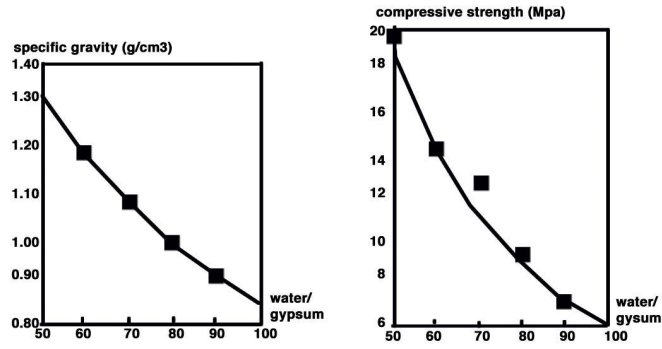 specific gravity (g/cm3)
1.40
1.30
1.20
1.10
1.00
0.90
0.80
50 60 70 80 90 100
water/
gypsum
compressive strength (Mpa)
20
18
16
14
12
10
8
6
50 60 70 80 90 100
water/
gysum